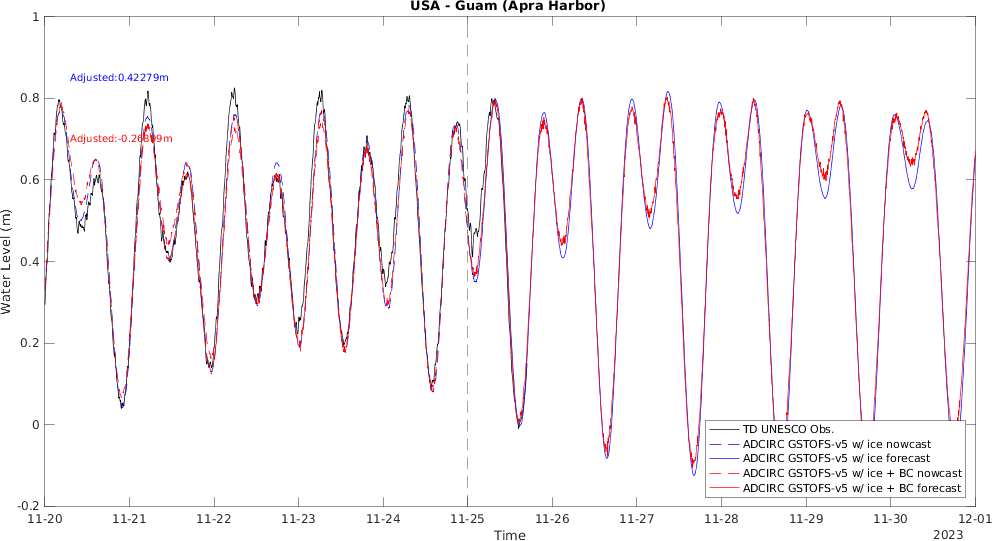 USA - Guam (Apra Harbor)
1
0.8
0.6
0.4
0.2
0
-0.2
Water Level (m)
Adjusted:0.42279m
TD UNESCO Obs.
ADCIRC GSTOFS-v5 w/ ice nowcast
ADCIRC GSTOFS-v5 w/ ice forecast
ADCIRC GSTOFS-v5 w/ ice + BC nowcast
ADCIRC GSTOFS-v5 w/ ice + BC forecast
11-20 11-21 11-22 11-23 11-24 11-25 11-26 11-27 11-28 11-29 11-30 12-01
Time
2023